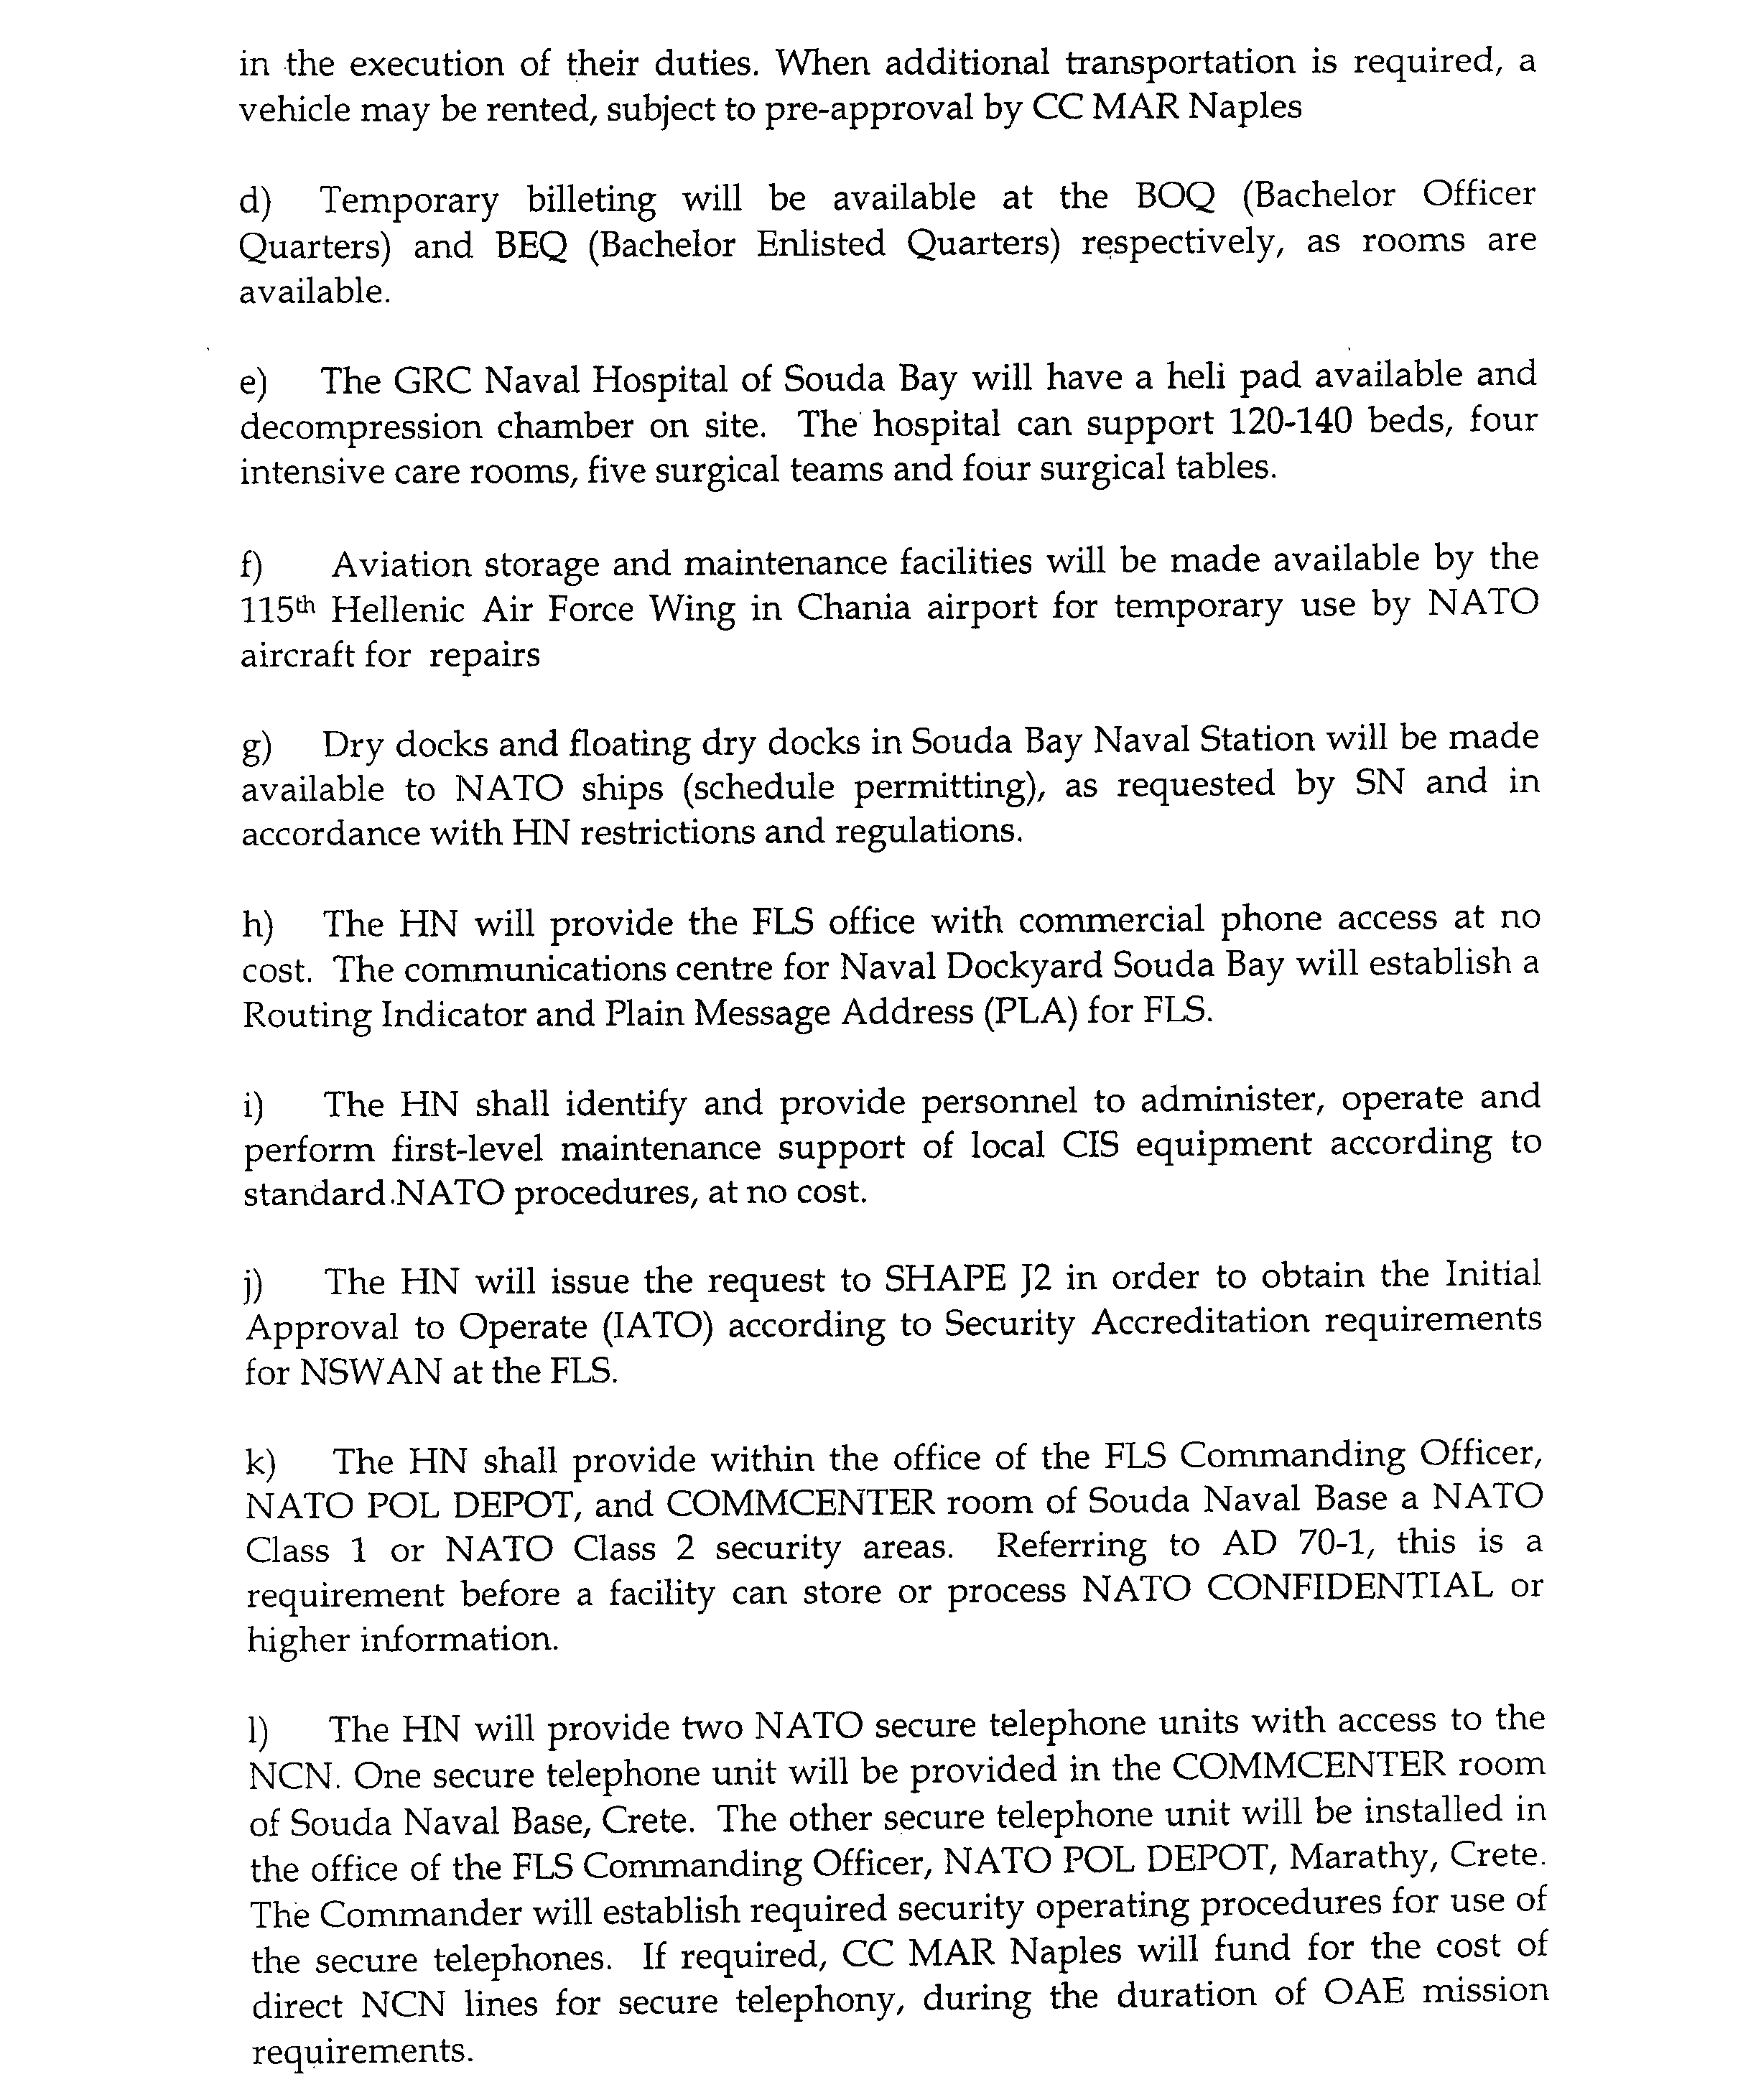 in the execution of their duties. When additional transportation is required, a
vehicle may be rented, subject to pre-approval by CC MAR Naples
d) Temporary billeting will be available at the BOQ (Bachelor Officer
Quarters) and BEQ (Bachelor Enlisted Quarters) respectively, as rooms are
available.
e) The GRC Naval Hospital of Souda Bay will have a heli pad available and
decompression chamber on site. The hospital can support 120-140 beds, four
intensive care rooms, five surgical teams and four surgical tables.
f) Aviation storage and maintenance facilities will be made available by the
115th Hellenic Air Force Wing in Chania airport for temporary use by NATO
aircraft for repairs
g) Dry docks and floating dry docks in Souda Bay Naval Station will be made
available to NATO ships (schedule permitting), as requested by SN and in
accordance with HN restrictions and regulations.
h) The HN will provide the FLS office with commercial phone access at no
cost. The communications centre for Naval Dockyard Souda Bay will establish a
Routing Indicator and Plain Message Address (PLA) for FLS.
i) The HN shall identify and provide personnel to administer, operate and
perform first-level maintenance support of local CIS equipment according to
standard.NATO procedures, at no cost.
j) The HN will issue the request to SHAPE J2 in order to obtain the Initial
Approval to Operate (IATO) according to Security Accreditation requirements
for NSWAN at the FLS.
k) The HN shall provide within the office of the FLS Commanding Officer,
NATO POL DEPOT, and COMMCENTER room of Souda Naval Base a NATO
Class 1 or NATO Class 2 security areas. Referring to AD 70-1, this is a
requirement before a facility can store or process NATO CONFIDENTIAL or
higher information.
l) The HN will provide two NATO secure telephone units with access to the
NCN. One secure telephone unit will be provided in the COMMCENTER room
of Souda Naval Base, Crete. The other secure telephone unit will be installed in
the office of the FLS Commanding Officer, NATO POL DEPOT, Marathy, Crete.
The Commander will establish required security operating procedures for use of
the secure telephones. If required, CC MAR Naples will fund for the cost of
direct NCN lines for secure telephony, during the duration of OAE mission
requirements.